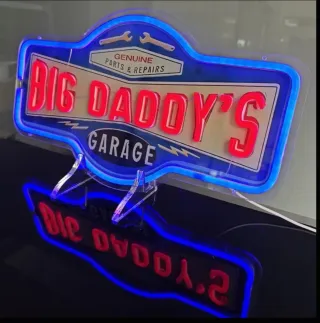 GENUINE
PARTS & REPAIRS
BIG DADDY'S
GARAGE